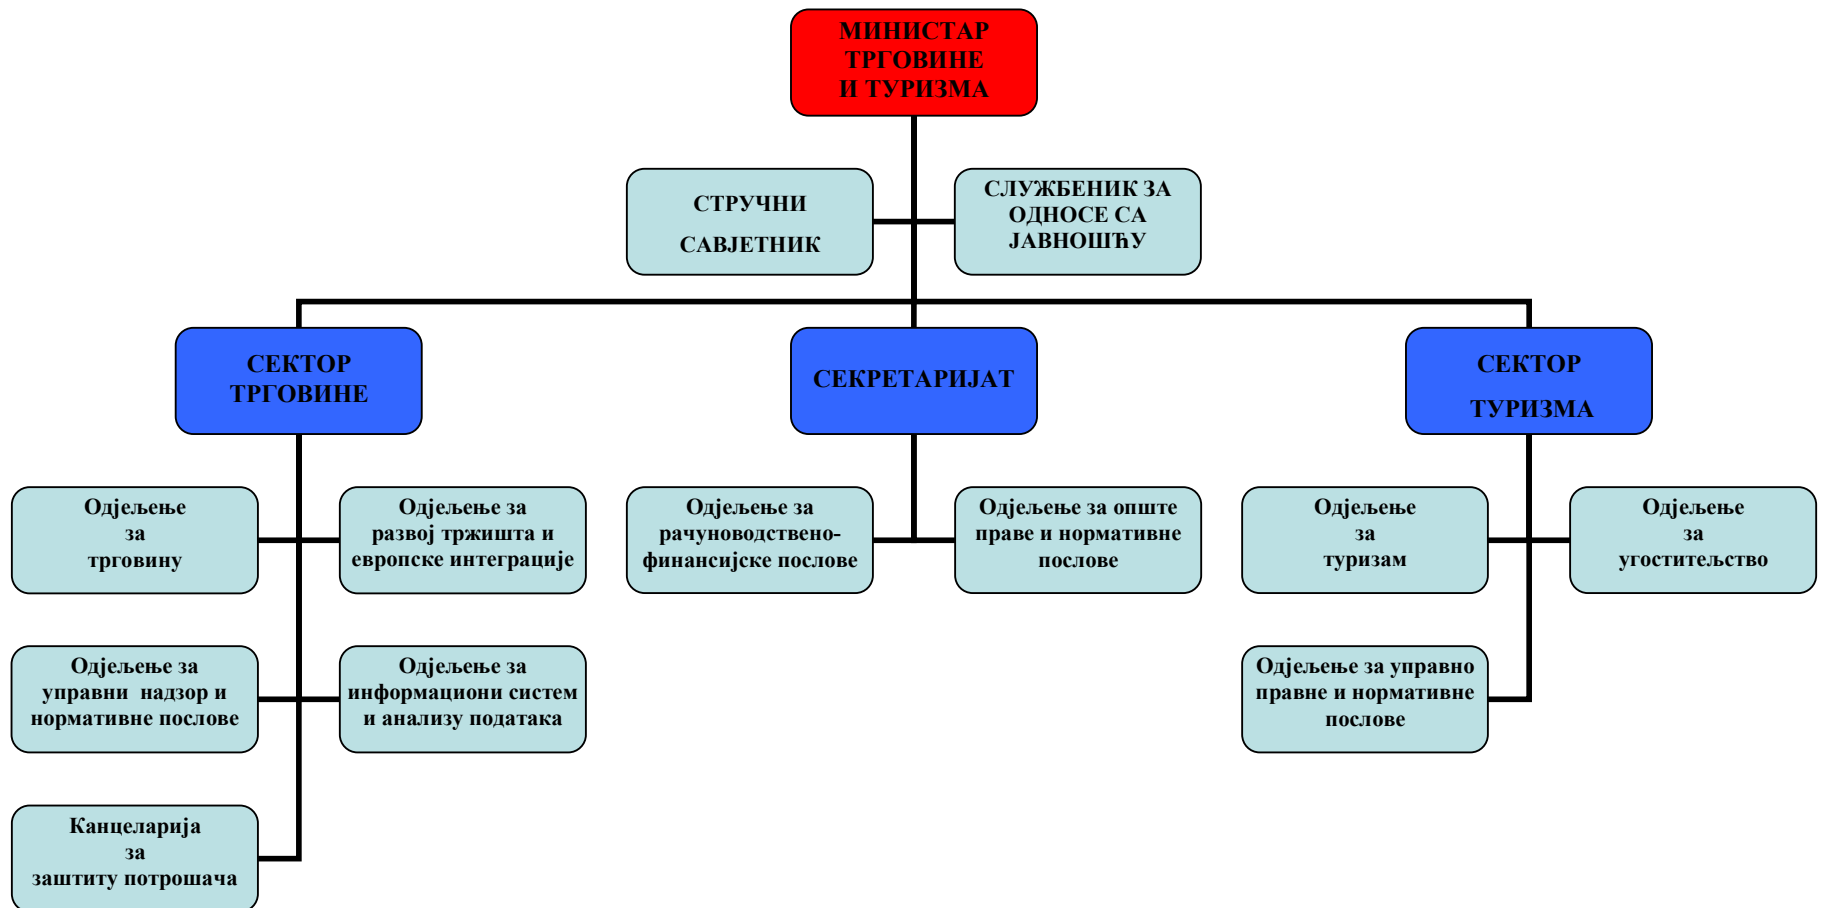 МИНИСТАР
ТРГОВИНЕ
И ТУРИЗМА
СТРУЧНИ
САВЈЕТНИК
СЛУЖБЕНИК ЗА
ОДНОСЕ СА
ЈАВНОШЋУ
СЕКТОР
ТРГОВИНЕ
СЕКРЕТАРИЈАТ
СЕКТОР
ТУРИЗМА
Одјељење
за
трговину
Одјељење за
развој тржишта и
европске интеграције
Одјељење за
рачуноводствено-
финансијске послове
Одјељење за опште
праве и нормативне
послове
Одјељење
за
туризам
Одјељење
за
угоститељство
Одјељење за
управни  надзор и
нормативне послове
Одјељење за
информациони систем
и анализу података
Одјељење за управно
правне и нормативне
послове
Канцеларија
за
заштиту потрошача